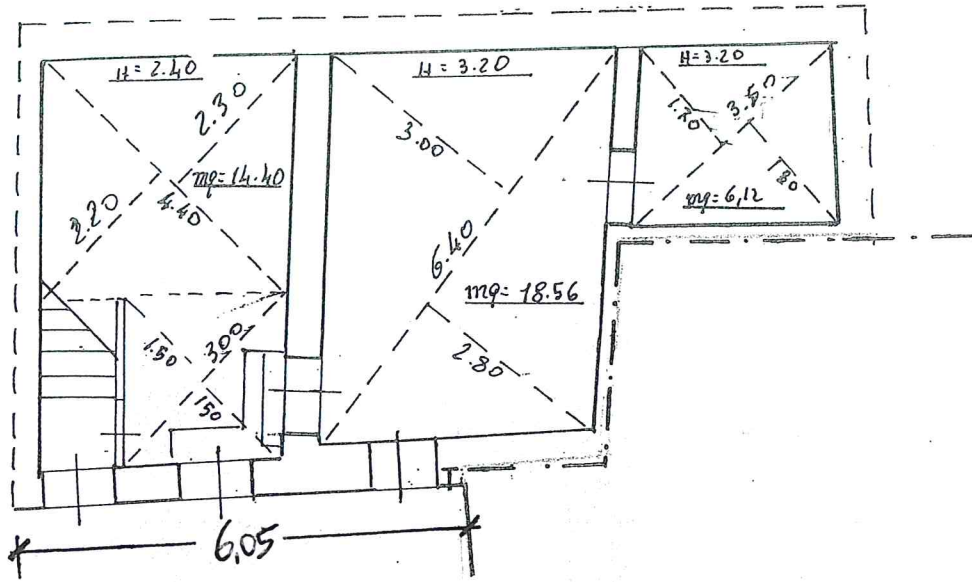 H = 2.40
H = 3.20
H = 3.20
2.30
3.00
1.70
3.50
mq = 14.40
1.80
mq = 6,12
2.20
4.40
6.40
mq = 18.56
1.50
3.00
2.80
1.50
6,05